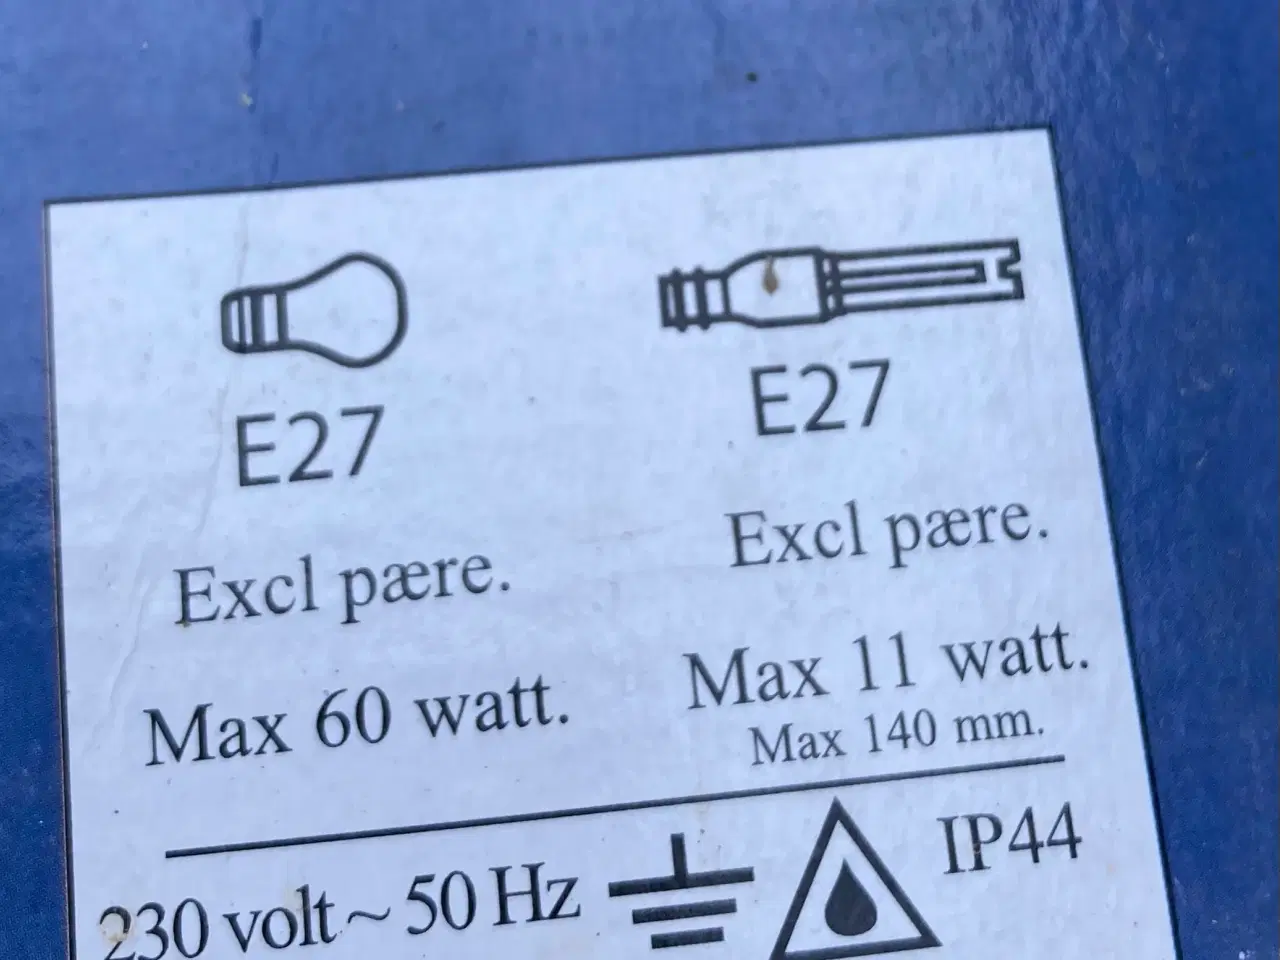 E27
Excl pære.
Max 60 watt.
E27
Excl pære.
Max 11 watt.
Max 140 mm.
230 volt ~ 50 Hz
IP44